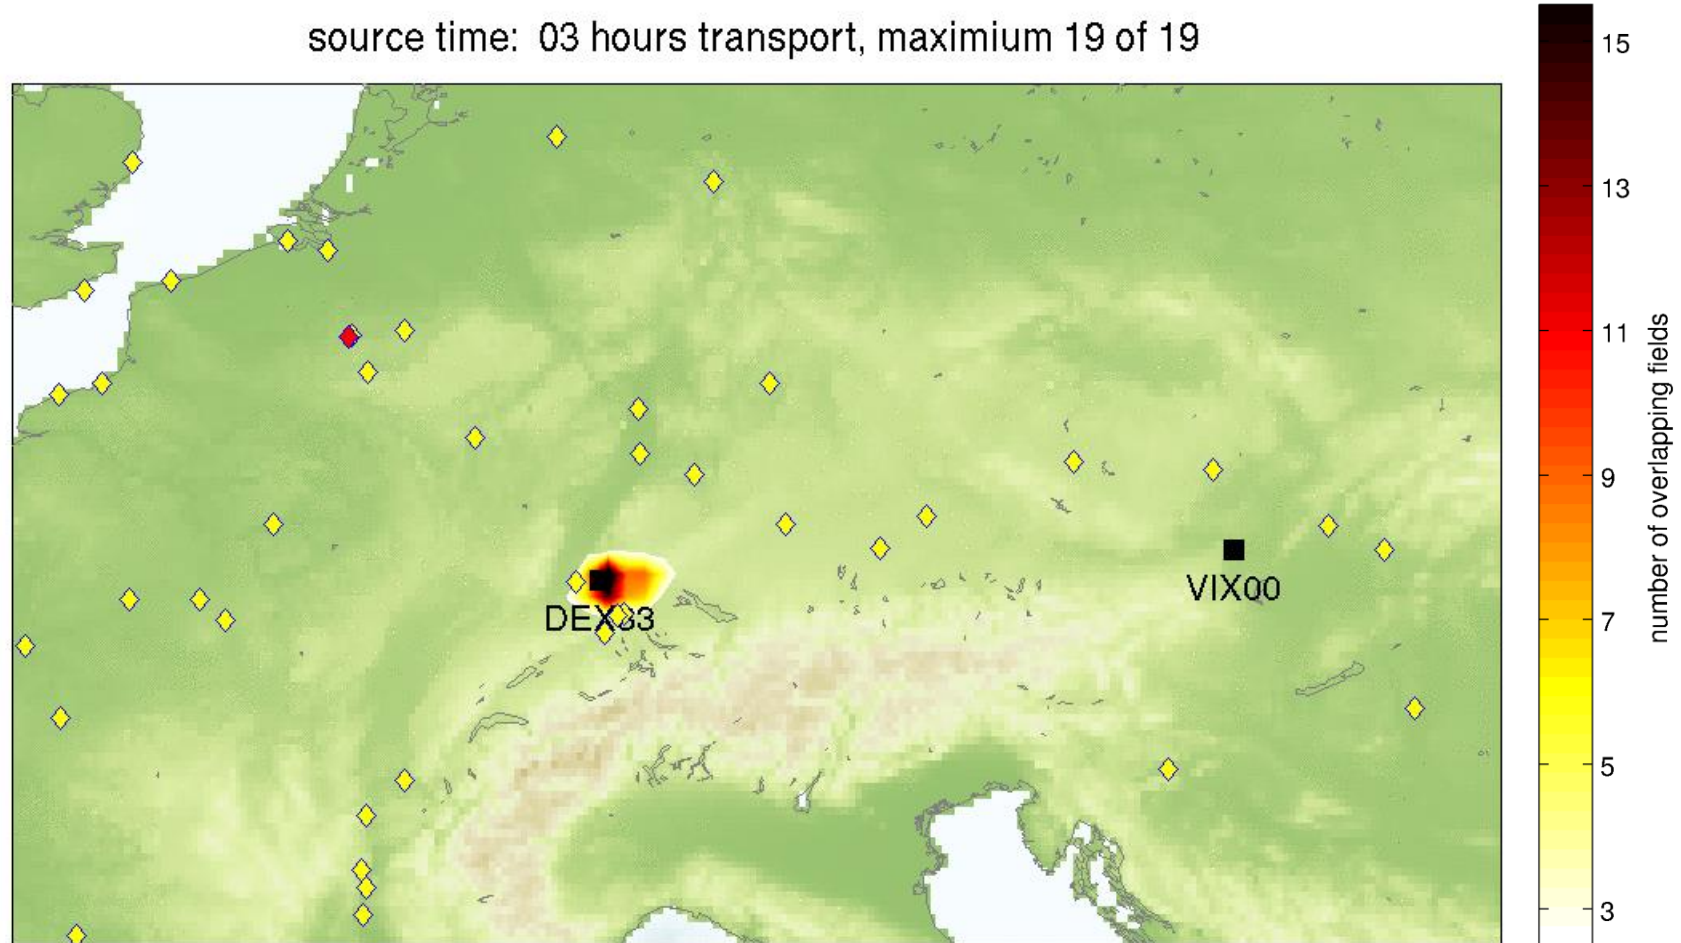 source time:  03 hours transport, maximium 19 of 19
15
13
11
9
7
5
3
number of overlapping fields
DEX33
VIX00